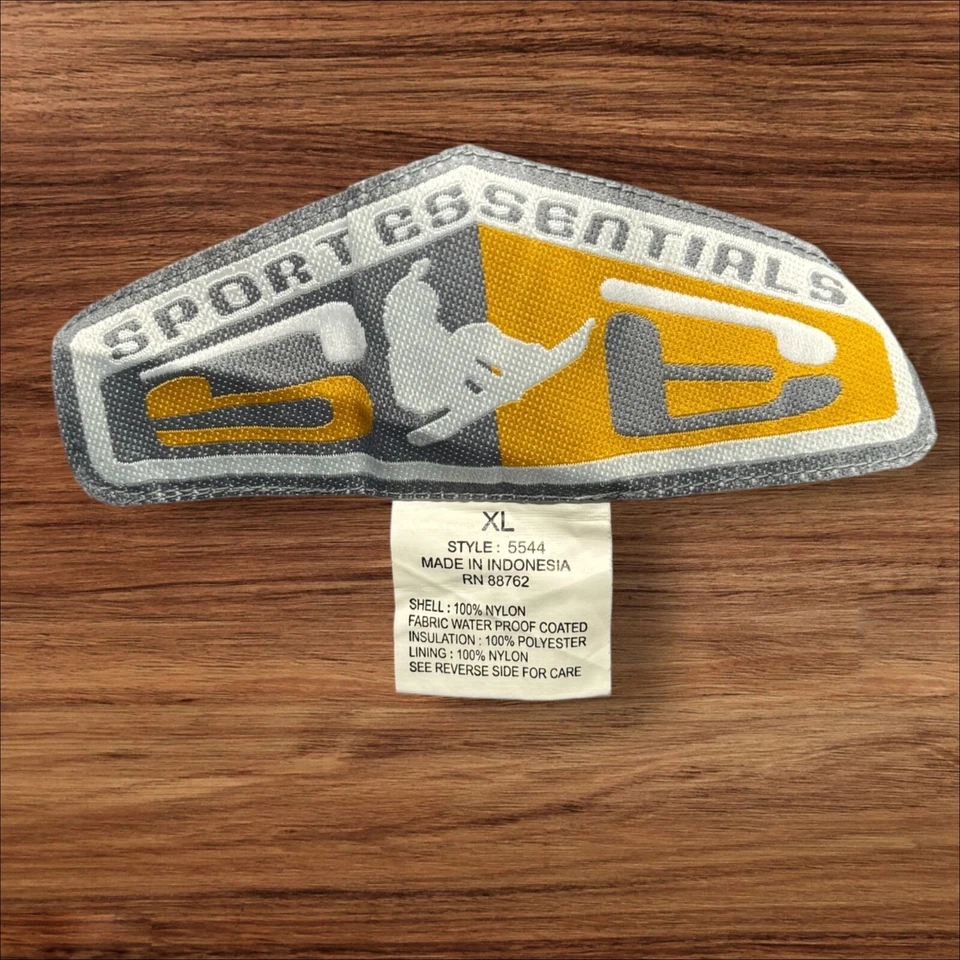 SPORT ESSENTIALS
XL
STYLE : 5544
MADE IN INDONESIA
RN 88762
SHELL : 100% NYLON
FABRIC WATER PROOF COATED
INSULATION : 100% POLYESTER
LINING : 100% NYLON
SEE REVERSE SIDE FOR CARE